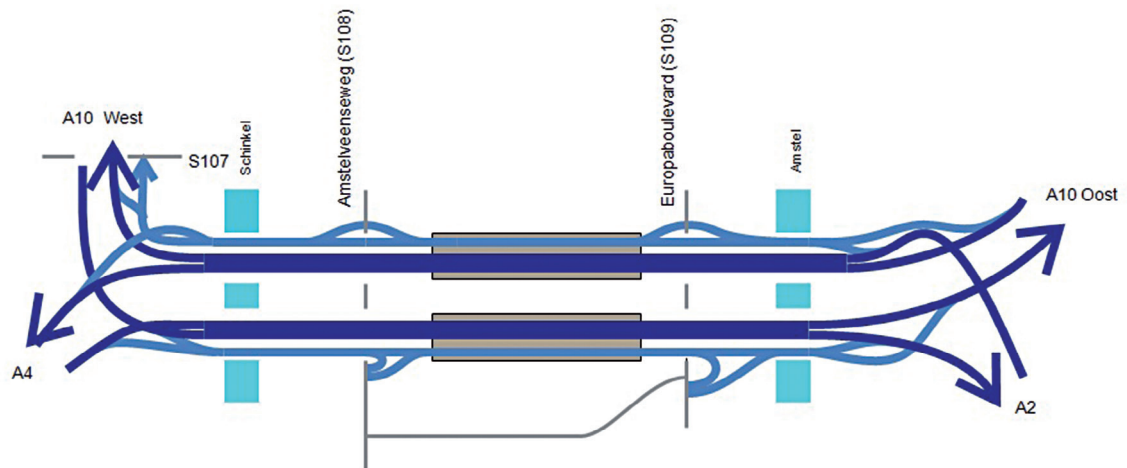 A10 West
S107
Schinkel
Amstelveenseweg (S108)
Europaboulevard (S109)
Amstel
A10 Oost
A4
A2